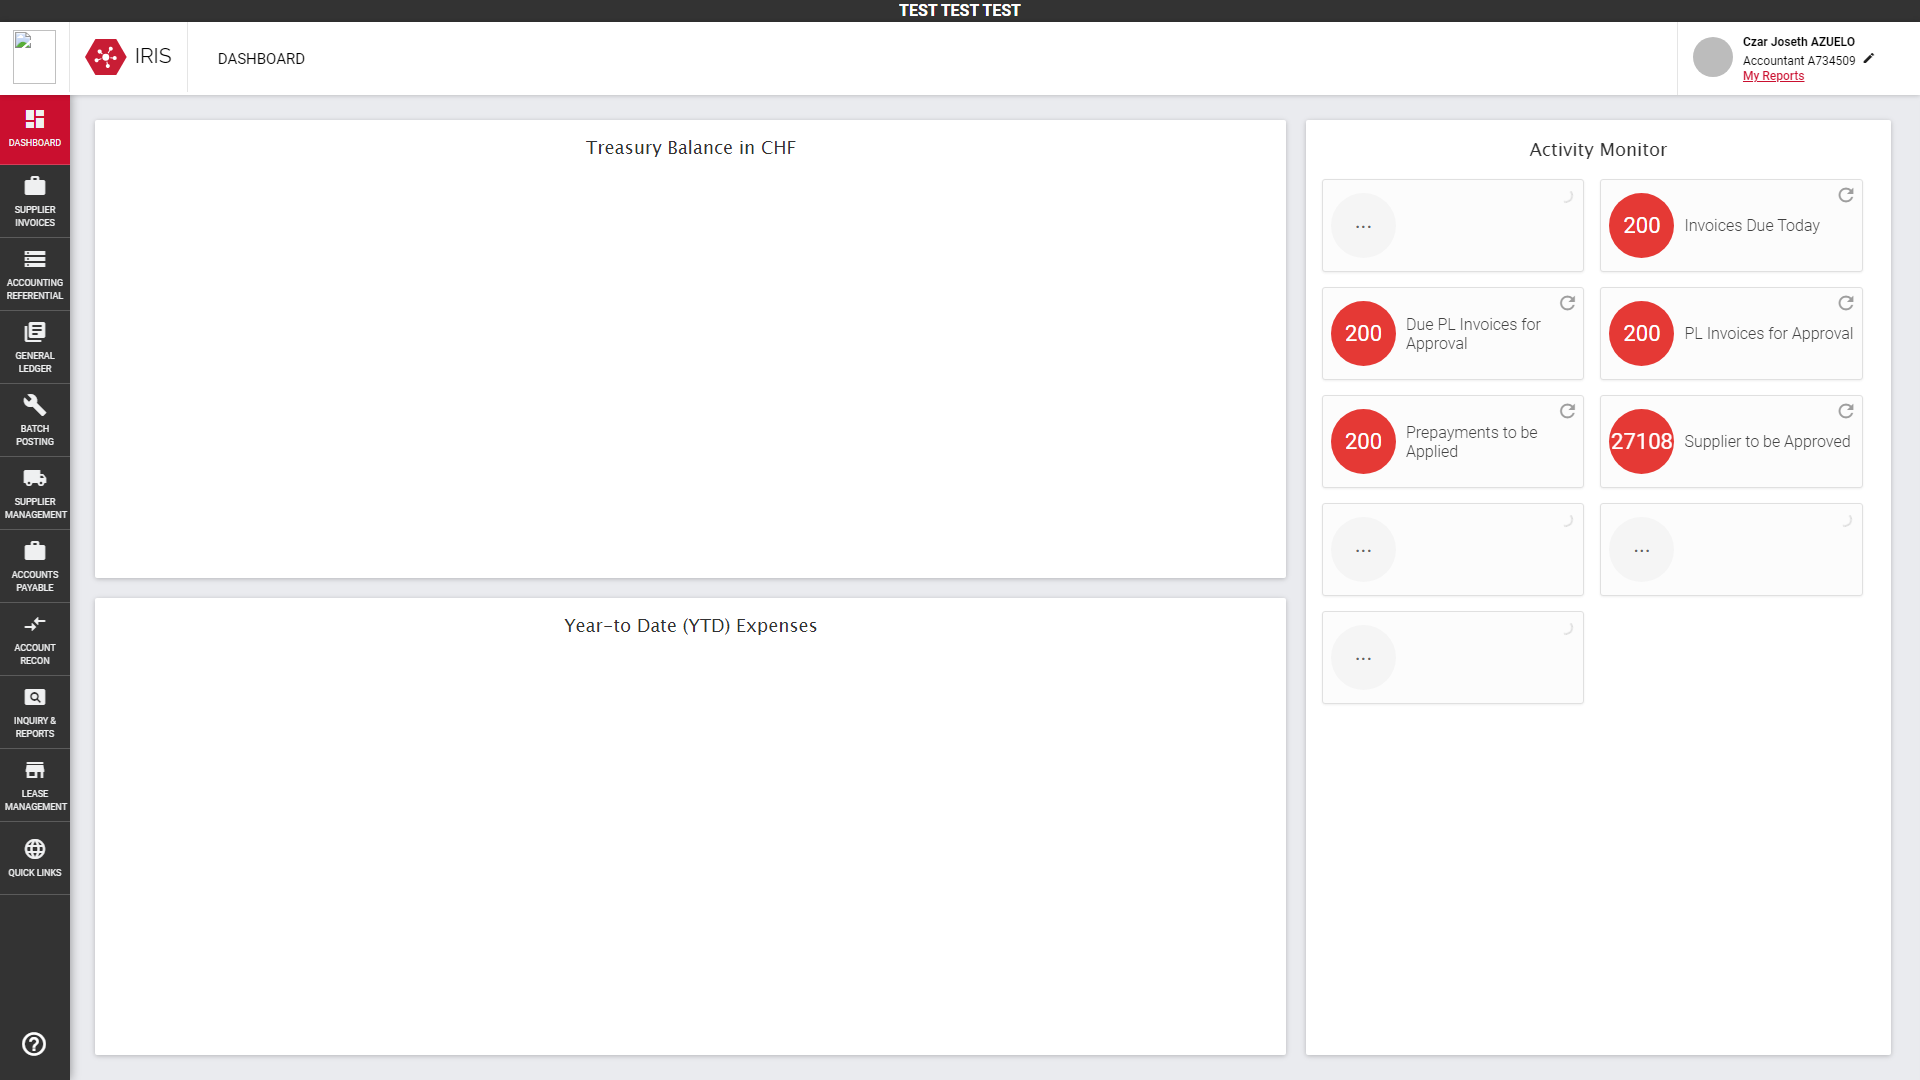 TEST TEST TEST
IRIS
DASHBOARD
Czar Joseth AZUELO
Accountant A734509
My Reports
DASHBOARD
SUPPLIER
INVOICES
ACCOUNTING
REFERENTIAL
GENERAL
LEDGER
BATCH
POSTING
SUPPLIER
MANAGEMENT
ACCOUNTS
PAYABLE
ACCOUNT
RECON
INQUIRY &
REPORTS
LEASE
MANAGEMENT
QUICK LINKS
Treasury Balance in CHF
Year-to Date (YTD) Expenses
Activity Monitor
...
200 Invoices Due Today
200 Due PL Invoices for
Approval
200 PL Invoices for Approval
200 Prepayments to be
Applied
27108 Supplier to be Approved
...
...
...